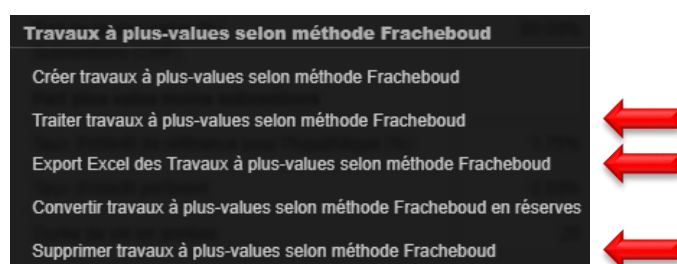 Travaux à plus-values selon méthode Fracheboud
Créer travaux à plus-values selon méthode Fracheboud
Traiter travaux à plus-values selon méthode Fracheboud
Export Excel des Travaux à plus-values selon méthode Fracheboud
Convertir travaux à plus-values selon méthode Fracheboud en réserves
Supprimer travaux à plus-values selon méthode Fracheboud